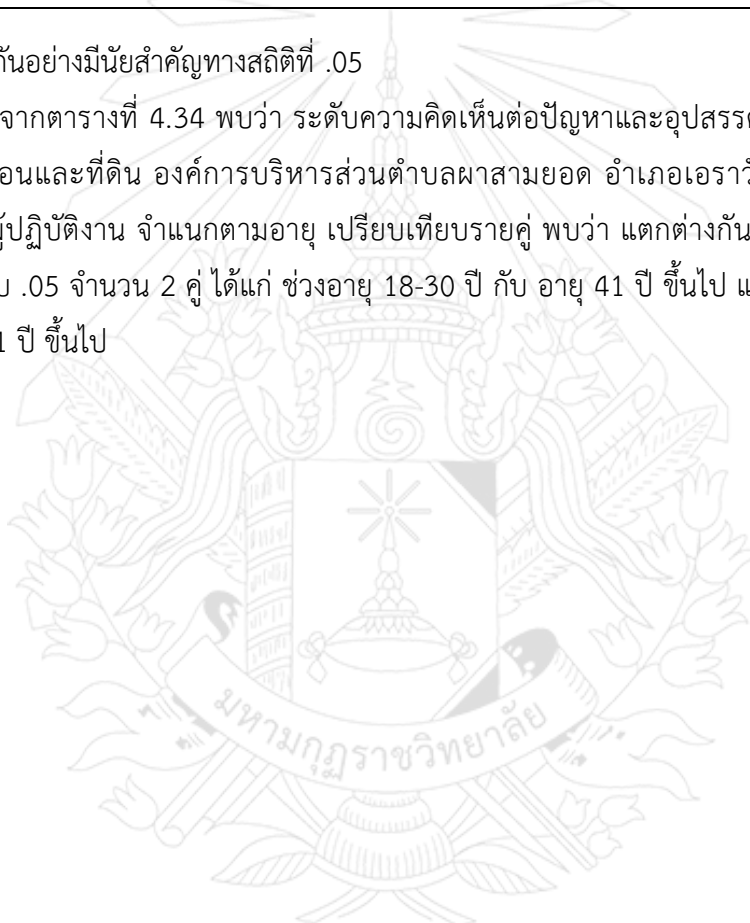 กันอย่างมีนัยสำคัญทางสถิติที่ .05
จากตารางที่ 4.34 พบว่า ระดับความคิดเห็นต่อปัญหาและอุปสรรค
อนและที่ดิน องค์การบริหารส่วนตำบลผาสามยอด อำเภอเอราวั
ผู้ปฏิบัติงาน จำแนกตามอายุ เปรียบเทียบรายคู่ พบว่า แตกต่างกัน
บ .05 จำนวน 2 คู่ ได้แก่ ช่วงอายุ 18-30 ปี กับ อายุ 41 ปี ขึ้นไป แ
1 ปี ขึ้นไป
มหามกุฏราชวิทยาลัย